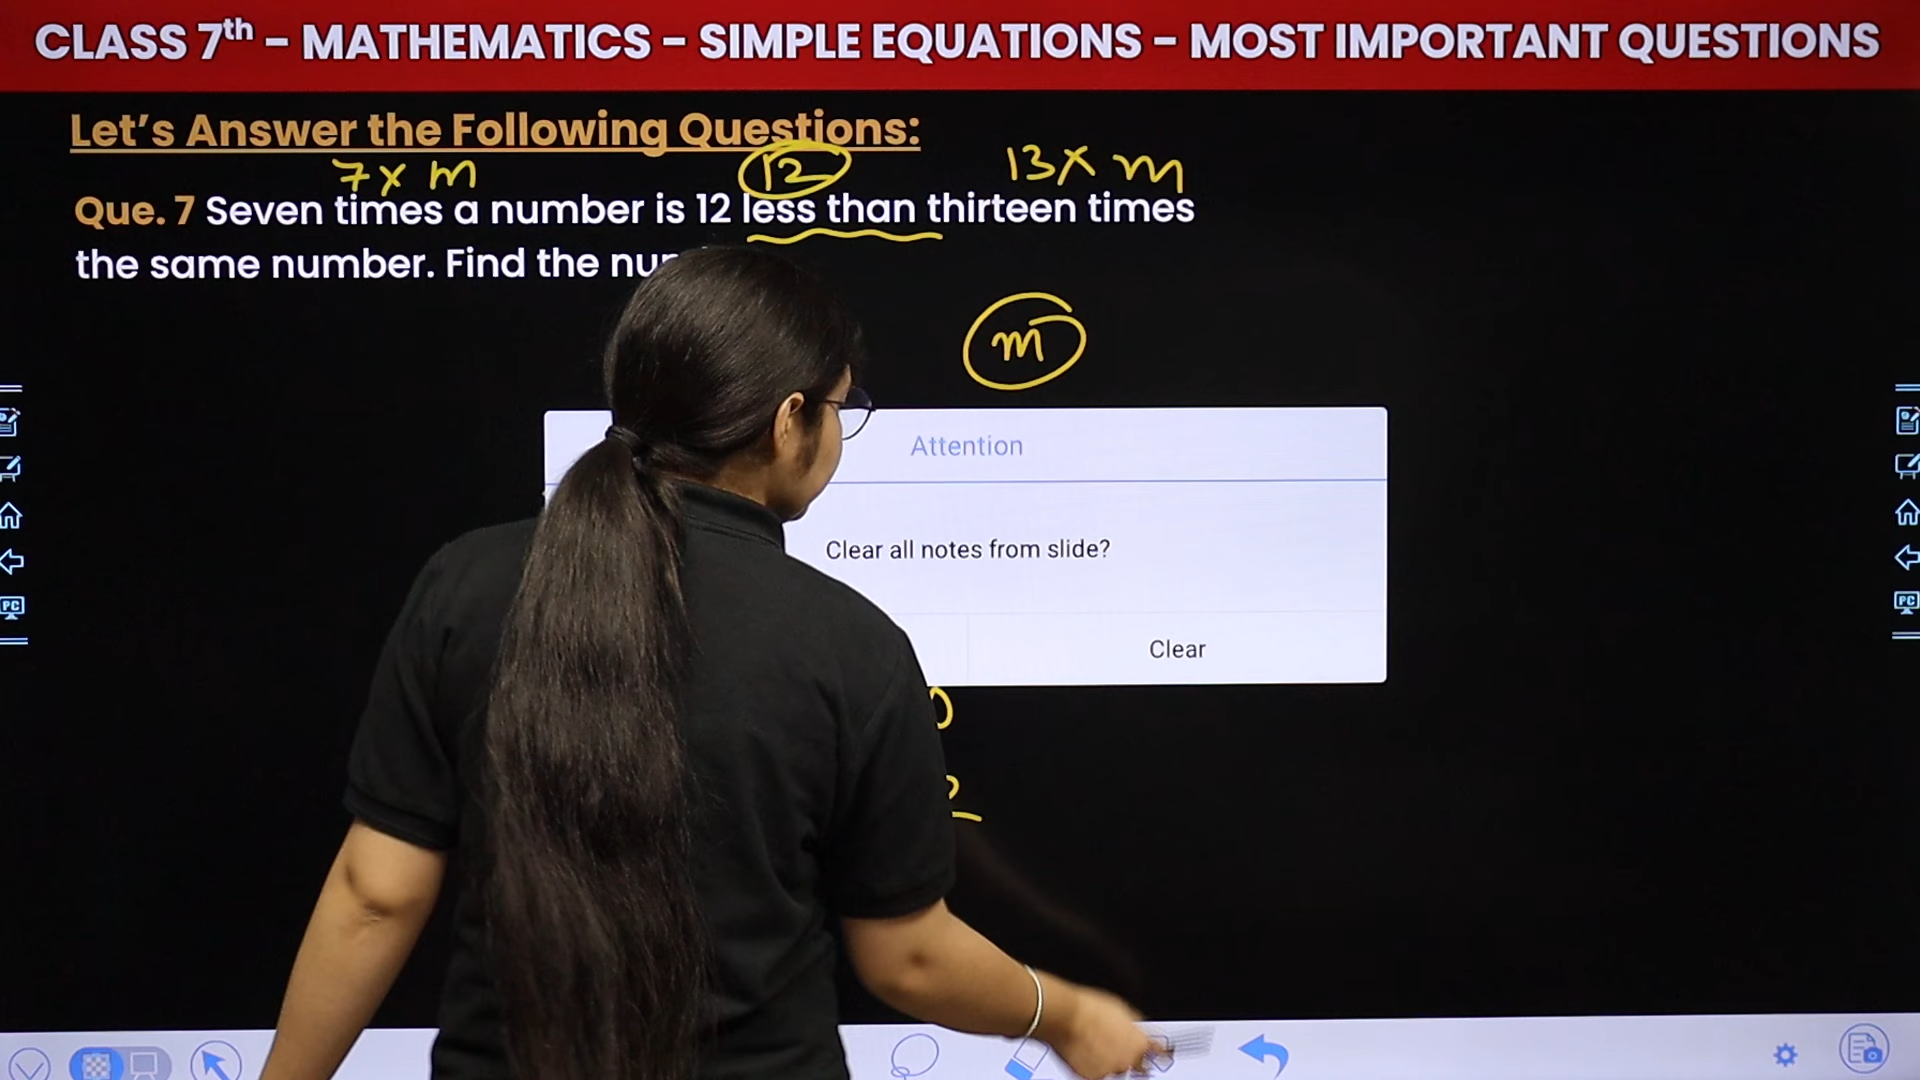 CLASS 7th - MATHEMATICS - SIMPLE EQUATIONS - MOST IMPORTANT QUESTIONS
Let's Answer the Following Questions:
7 x m 12 13 x m
Que. 7 Seven times a number is 12 less than thirteen times
the same number. Find the
m
Attention
Clear all notes from slide?
Clear
PC
PC